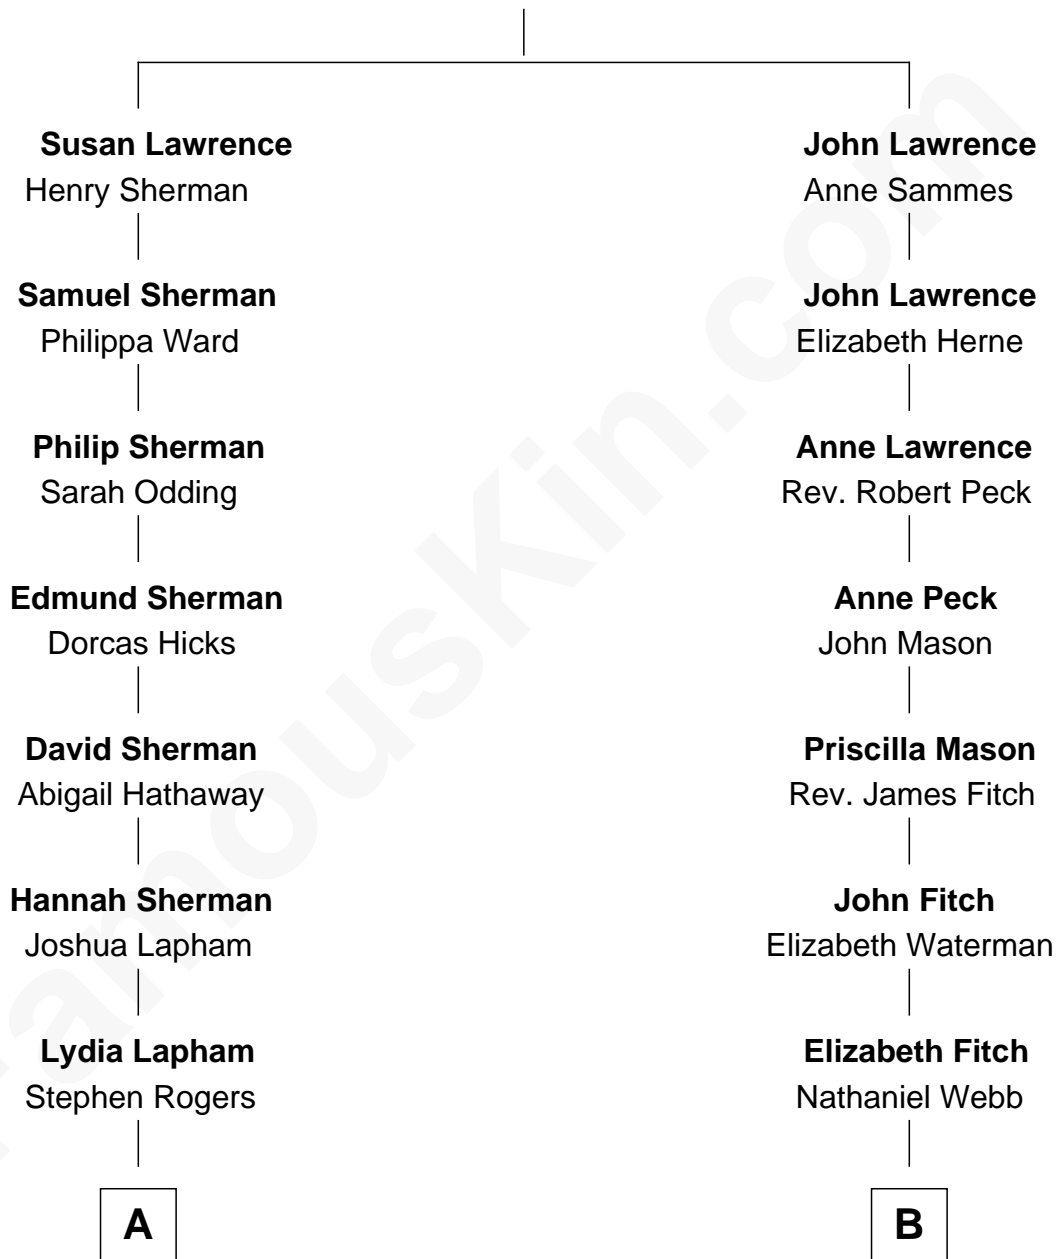 Susan Lawrence
Henry Sherman
John Lawrence
Anne Sammes
Samuel Sherman
Philippa Ward
John Lawrence
Elizabeth Herne
Philip Sherman
Sarah Odding
Anne Lawrence
Rev. Robert Peck
Edmund Sherman
Dorcas Hicks
Anne Peck
John Mason
David Sherman
Abigail Hathaway
Priscilla Mason
Rev. James Fitch
Hannah Sherman
Joshua Lapham
John Fitch
Elizabeth Waterman
Lydia Lapham
Stephen Rogers
Elizabeth Fitch
Nathaniel Webb
A
B
FamousKin.com